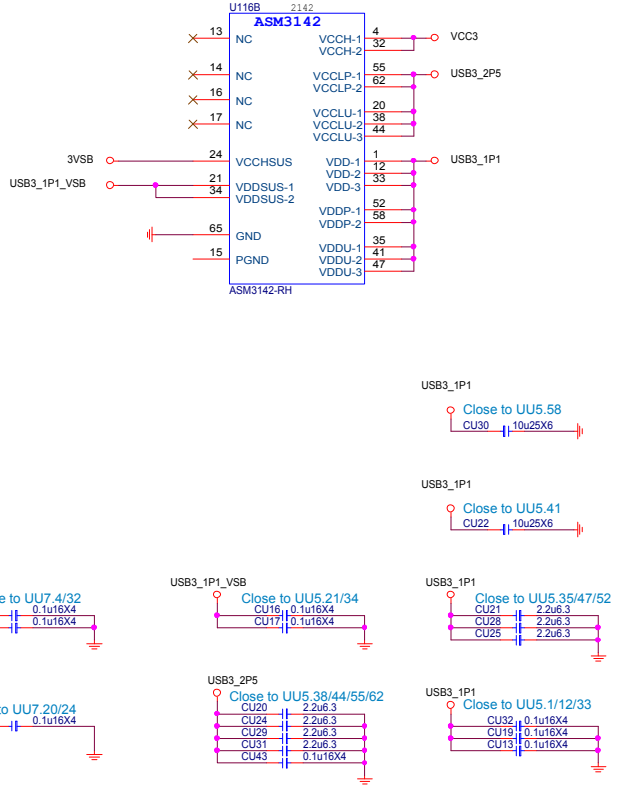 U116B 2142
ASM3142
13 NC
14 NC
16 NC
17 NC
3VSB 24 VCCHSUS
USB3_1P1_VSB 21 VDDSUS-1
34 VDDSUS-2
65 GND
15 PGND
VCCH-1 4 VCC3
VCCH-2 32
VCCLP-1 55 USB3_2P5
VCCLP-2 62
VCCLU-1 20
VCCLU-2 38
VCCLU-3 44
VDD-1 1 USB3_1P1
VDD-2 12
VDD-3 33
VDDP-1 52
VDDP-2 58
VDDU-1 35
VDDU-2 41
VDDU-3 47
ASM3142-RH
USB3_1P1
Close to UU5.58
CU30 10u25X6
USB3_1P1
Close to UU5.41
CU22 10u25X6
e to UU7.4/32
0.1u16X4
0.1u16X4
USB3_1P1_VSB
Close to UU5.21/34
CU16 0.1u16X4
CU17 0.1u16X4
USB3_1P1
Close to UU5.35/47/52
CU21 2.2u6.3
CU28 2.2u6.3
CU25 2.2u6.3
to UU7.20/24
0.1u16X4
USB3_2P5
Close to UU5.38/44/55/62
CU20 2.2u6.3
CU24 2.2u6.3
CU29 2.2u6.3
CU31 2.2u6.3
CU43 0.1u16X4
USB3_1P1
Close to UU5.1/12/33
CU32 0.1u16X4
CU19 0.1u16X4
CU13 0.1u16X4